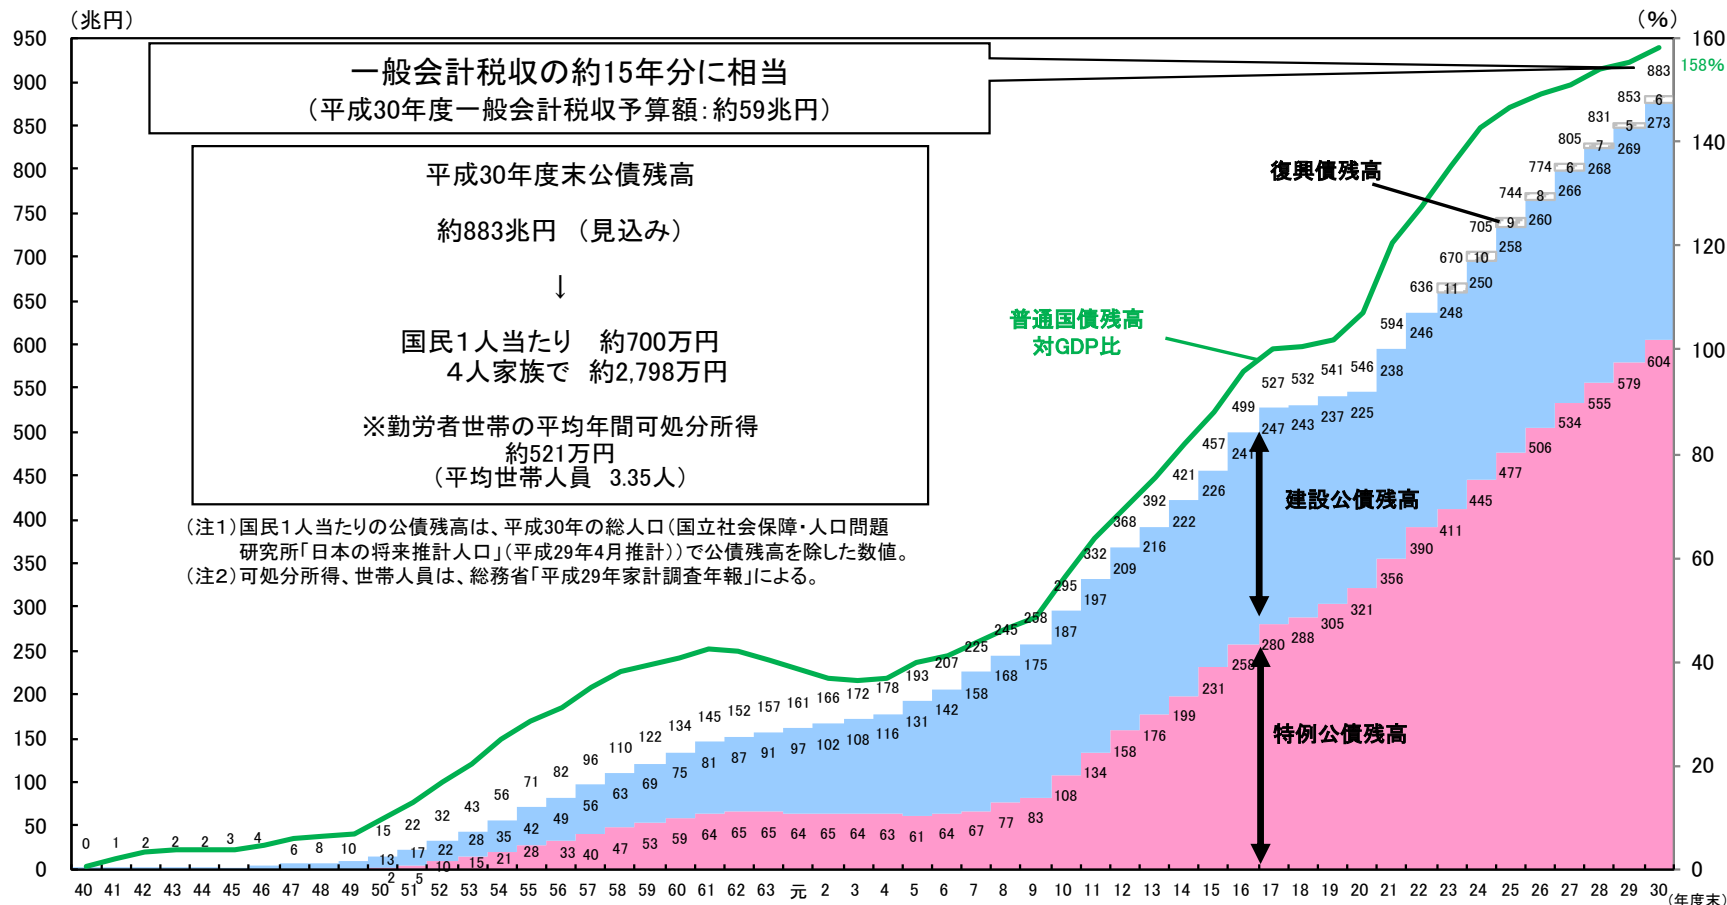 (兆円)
(%)
950
900
850
800
750
700
650
600
550
500
450
400
350
300
250
200
150
100
50
0
160
140
120
100
80
60
40
20
0
158%
一般会計税収の約15年分に相当
(平成30年度一般会計税収予算額:約59兆円)
平成30年度末公債残高
約883兆円 (見込み)
↓
国民1人当たり 約700万円
4人家族で 約2,798万円
※勤労者世帯の平均年間可処分所得
約521万円
(平均世帯人員 3.35人)
(注1)国民1人当たりの公債残高は、平成30年の総人口(国立社会保障・人口問題
研究所「日本の将来推計人口」(平成29年4月推計))で公債残高を除した数値。
(注2)可処分所得、世帯人員は、総務省「平成29年家計調査年報」による。
復興債残高
普通国債残高
対GDP比
建設公債残高
特例公債残高
0 1 2 2 2 3 4 6 8 10 15 22 32 43 56 71 82 96 110 122 134 145 152 157 161 166 172 178 193 207 225 245 258 295 332 368 392 421 457 499 527 532 541 546 594 636 670 705 744 774 805 831 853 883
11 10 9 8 6 7 5 6
13 17 22 28 35 42 49 56 63 69 75 81 87 91 97 102 108 116 131 142 158 168 175 187 197 209 216 222 226 241 247 243 237 225 238 246 248 250 258 260 266 268 269 273
2 5 10 15 21 28 33 40 47 53 59 64 65 65 64 65 64 63 61 64 67 77 83 108 134 158 176 199 231 258 280 288 305 321 356 390 411 445 477 506 534 555 579 604
40 41 42 43 44 45 46 47 48 49 50 51 52 53 54 55 56 57 58 59 60 61 62 63 元 2 3 4 5 6 7 8 9 10 11 12 13 14 15 16 17 18 19 20 21 22 23 24 25 26 27 28 29 30
(年度末)